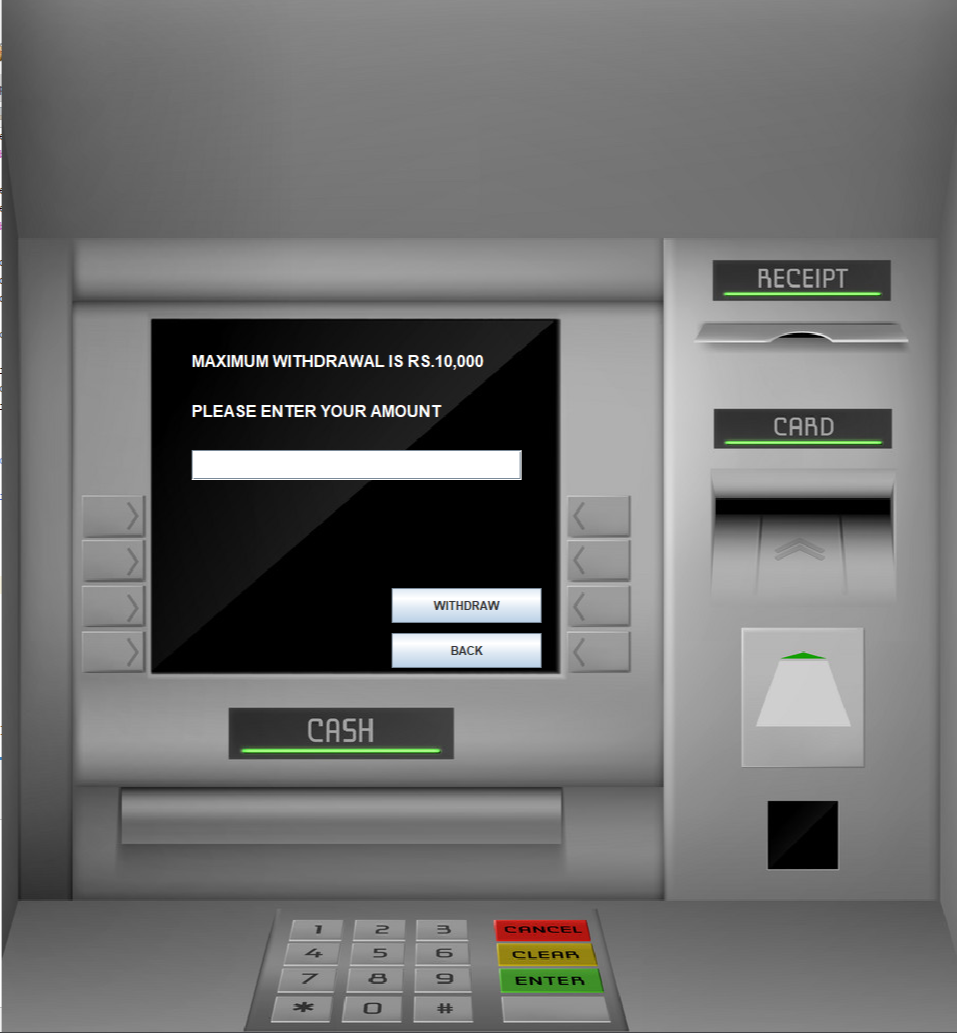 RECEIPT
MAXIMUM WITHDRAWAL IS RS.10,000
PLEASE ENTER YOUR AMOUNT
CARD
WITHDRAW
BACK
CASH
1 2 3 CANCEL
4 5 6 CLEAR
7 8 9 ENTER
* 0 #